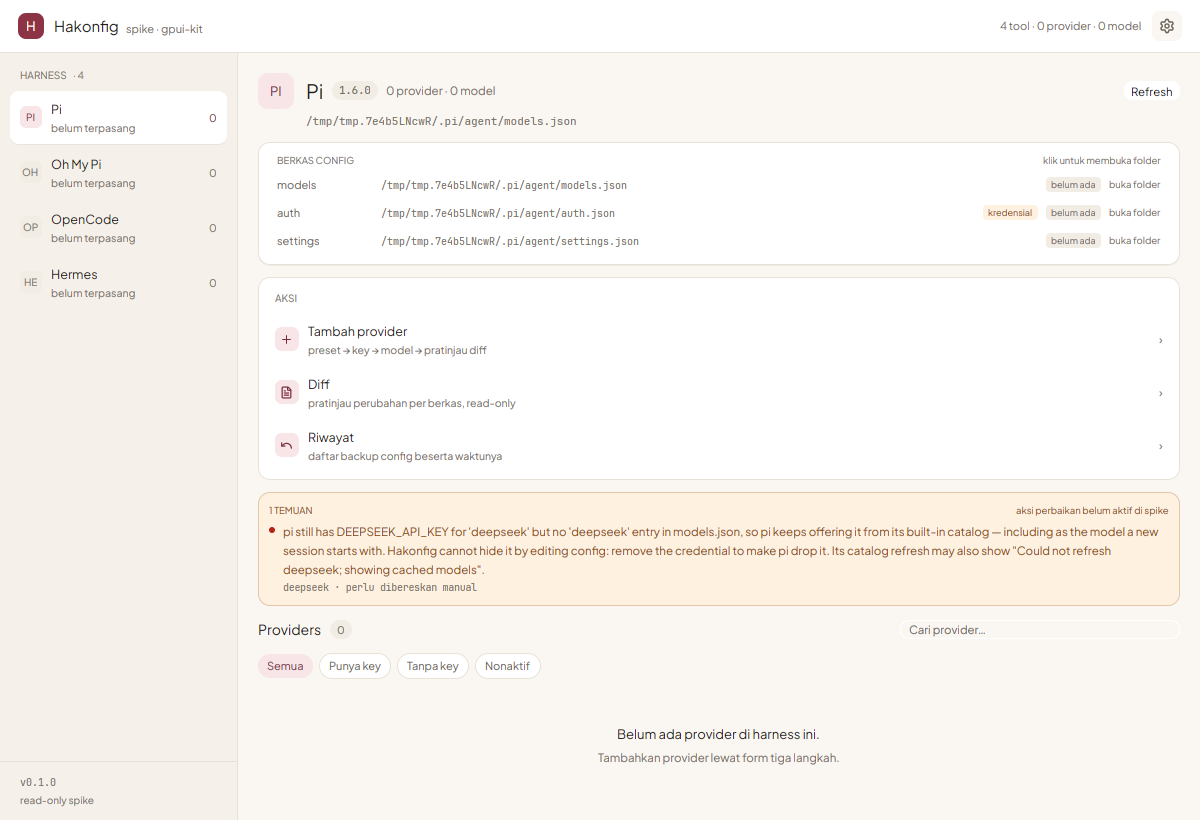 H Hakonfig spike · gpui-kit 4 tool · 0 provider · 0 model
HARNESS · 4
PI Pi 0
belum terpasang
OH Oh My Pi 0
belum terpasang
OP OpenCode 0
belum terpasang
HE Hermes 0
belum terpasang
v0.1.0
read-only spike
PI Pi 1.6.0 0 provider · 0 model Refresh
/tmp/tmp.7e4b5LNcwR/.pi/agent/models.json
BERKAS CONFIG klik untuk membuka folder
models /tmp/tmp.7e4b5LNcwR/.pi/agent/models.json belum ada buka folder
auth /tmp/tmp.7e4b5LNcwR/.pi/agent/auth.json kredensial belum ada buka folder
settings /tmp/tmp.7e4b5LNcwR/.pi/agent/settings.json belum ada buka folder
AKSI
Tambah provider ›
preset → key → model → pratinjau diff
Diff ›
pratinjau perubahan per berkas, read-only
Riwayat ›
daftar backup config beserta waktunya
1 TEMUAN aksi perbaikan belum aktif di spike
pi still has DEEPSEEK_API_KEY for 'deepseek' but no 'deepseek' entry in models.json, so pi keeps offering it from its built-in catalog — including as the model a new
session starts with. Hakonfig cannot hide it by editing config: remove the credential to make pi drop it. Its catalog refresh may also show "Could not refresh
deepseek; showing cached models".
deepseek · perlu dibereskan manual
Providers 0 Cari provider...
Semua Punya key Tanpa key Nonaktif
Belum ada provider di harness ini.
Tambahkan provider lewat form tiga langkah.